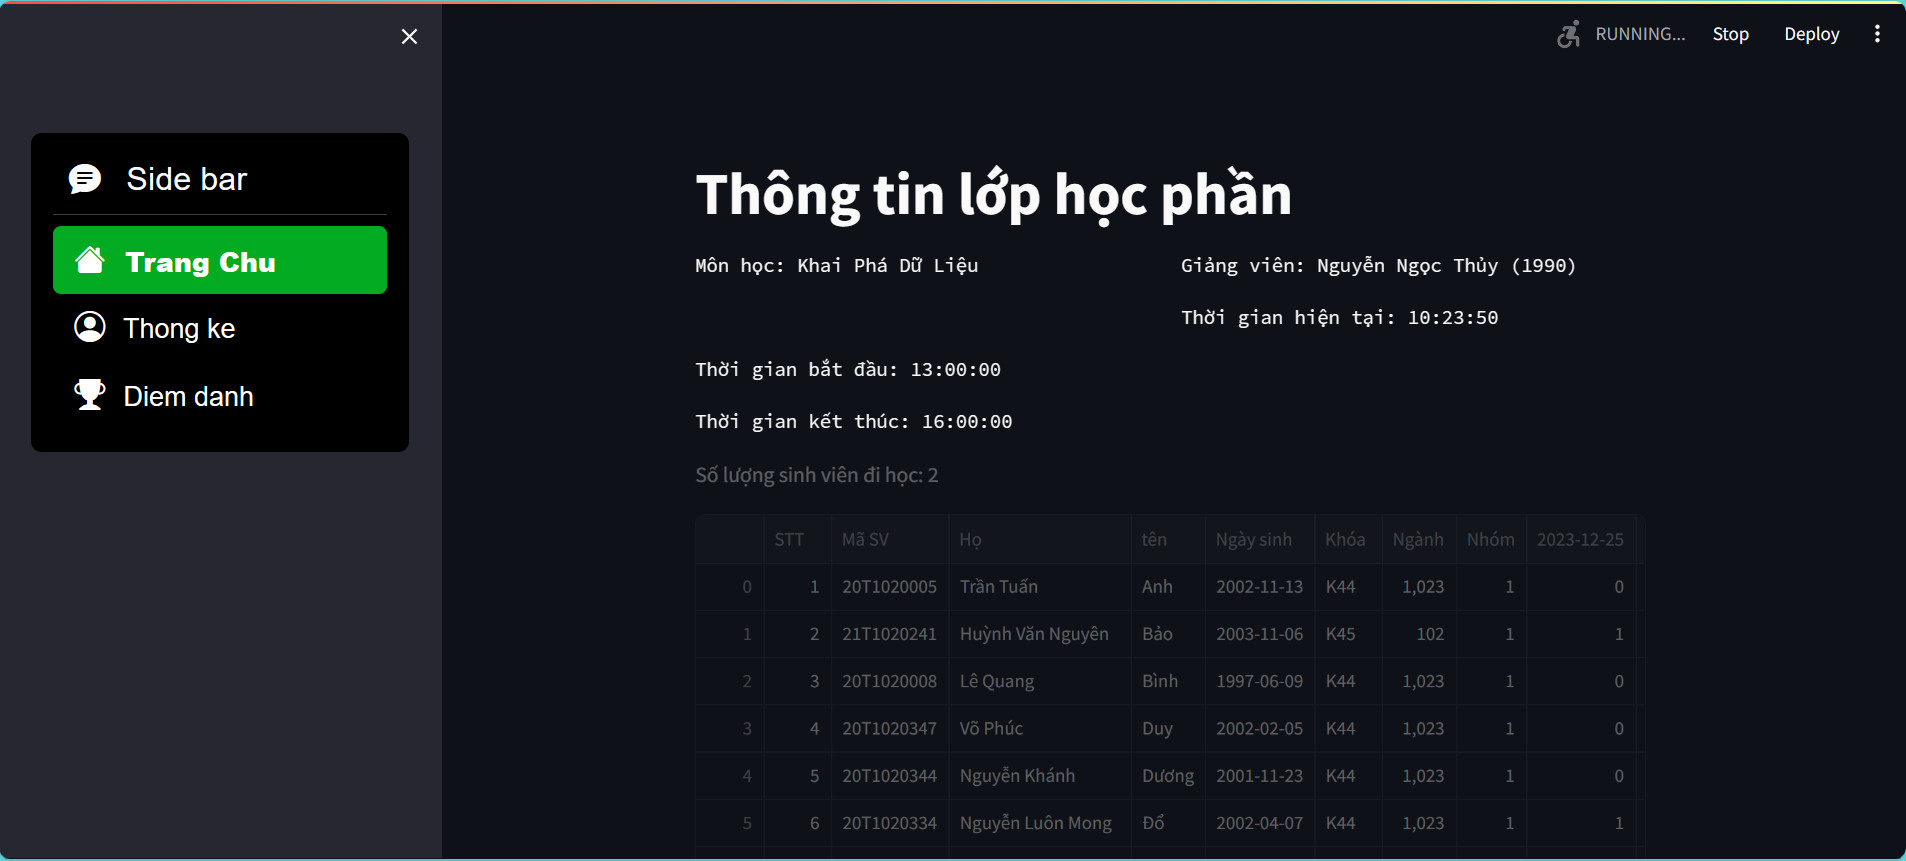 RUNNING... Stop Deploy
Side bar
Trang Chu
Thong ke
Diem danh
Thông tin lớp học phần
Môn học: Khai Phá Dữ Liệu
Giảng viên: Nguyễn Ngọc Thủy (1990)
Thời gian hiện tại: 10:23:50
Thời gian bắt đầu: 13:00:00
Thời gian kết thúc: 16:00:00
Số lượng sinh viên đi học: 2
STT Mã SV Họ tên Ngày sinh Khóa Ngành Nhóm 2023-12-25
0 1 20T1020005 Trần Tuấn Anh 2002-11-13 K44 1,023 1 0
1 2 21T1020241 Huỳnh Văn Nguyên Bảo 2003-11-06 K45 102 1 1
2 3 20T1020008 Lê Quang Bình 1997-06-09 K44 1,023 1 0
3 4 20T1020347 Võ Phúc Duy 2002-02-05 K44 1,023 1 0
4 5 20T1020344 Nguyễn Khánh Dương 2001-11-23 K44 1,023 1 0
5 6 20T1020334 Nguyễn Luôn Mong Đổ 2002-04-07 K44 1,023 1 1